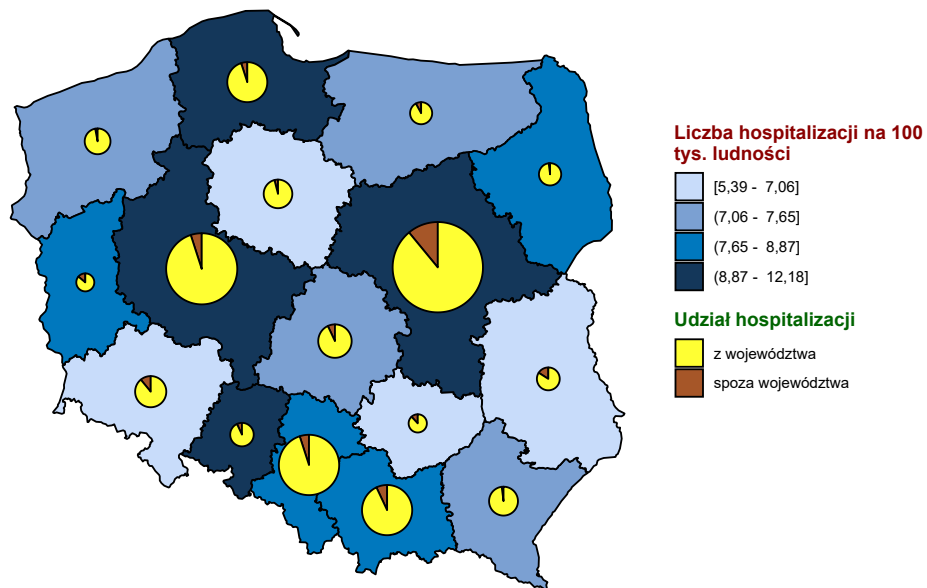 Liczba hospitalizacji na 100
tys. ludności
[5,39 - 7,06]
(7,06 - 7,65]
(7,65 - 8,87]
(8,87 - 12,18]
Udział hospitalizacji
z województwa
spoza województwa